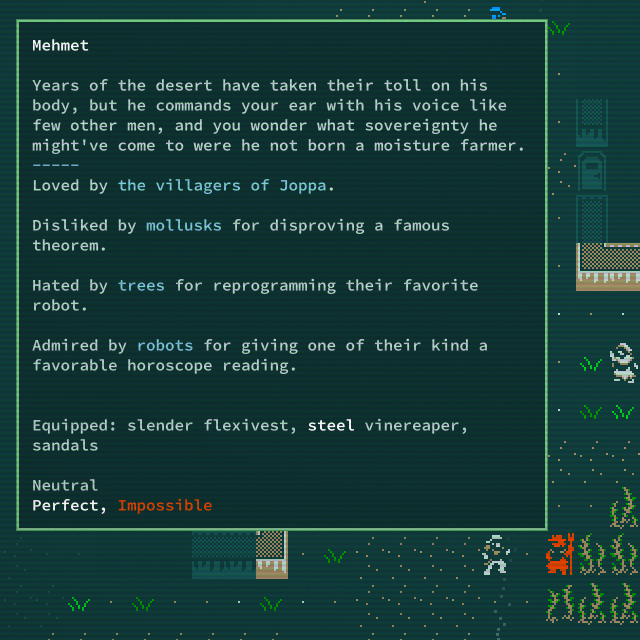 Mehmet
Years of the desert have taken their toll on his
body, but he commands your ear with his voice like
few other men, and you wonder what sovereignty he
might've come to were he not born a moisture farmer.
-----
Loved by the villagers of Joppa.
Disliked by mollusks for disproving a famous
theorem.
Hated by trees for reprogramming their favorite
robot.
Admired by robots for giving one of their kind a
favorable horoscope reading.
Equipped: slender flexivest, steel vinereaper,
sandals
Neutral
Perfect, Impossible